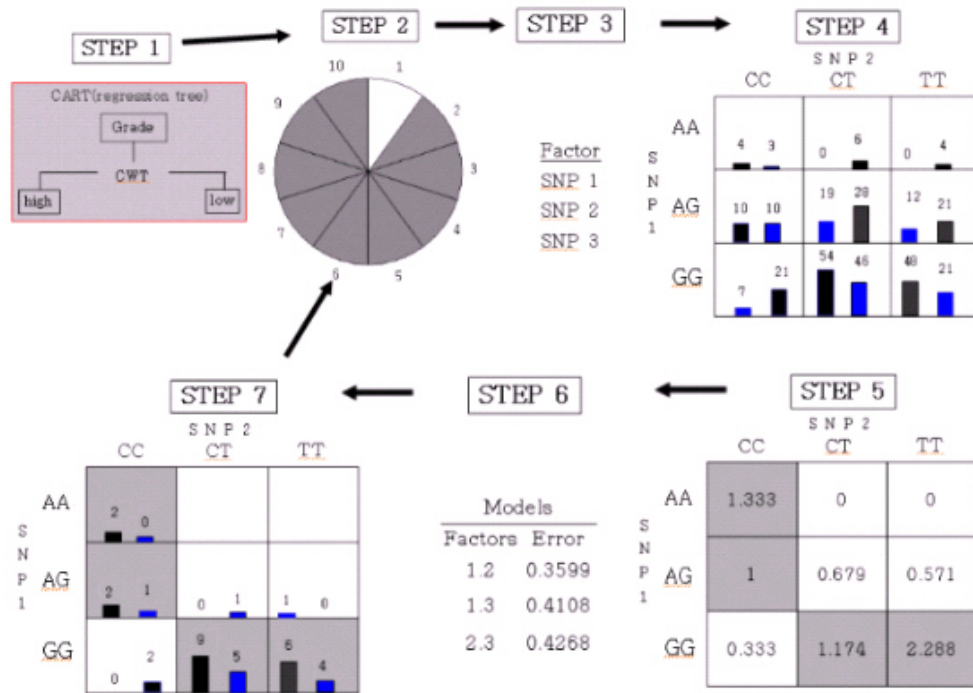 STEP 1
STEP 2
STEP 3
STEP 4
CART(regression tree)
Grade
CWT
high
low
1
2
3
4
5
6
7
8
9
10
Factor
SNP 1
SNP 2
SNP 3
S N P 2
CC CT TT
S N P 1
AA
4 3 0 6 0 4
AG
10 10 19 28 12 21
GG
7 21 54 46 48 21
STEP 7
STEP 6
STEP 5
S N P 2
CC CT TT
S N P 1
AA
2 0
AG
2 1 0 1 1 0
GG
0 2 9 5 6 4
Models
Factors Error
1.2 0.3599
1.3 0.4108
2.3 0.4268
S N P 2
CC CT TT
S N P 1
AA 1.333 0 0
AG 1 0.679 0.571
GG 0.333 1.174 2.288